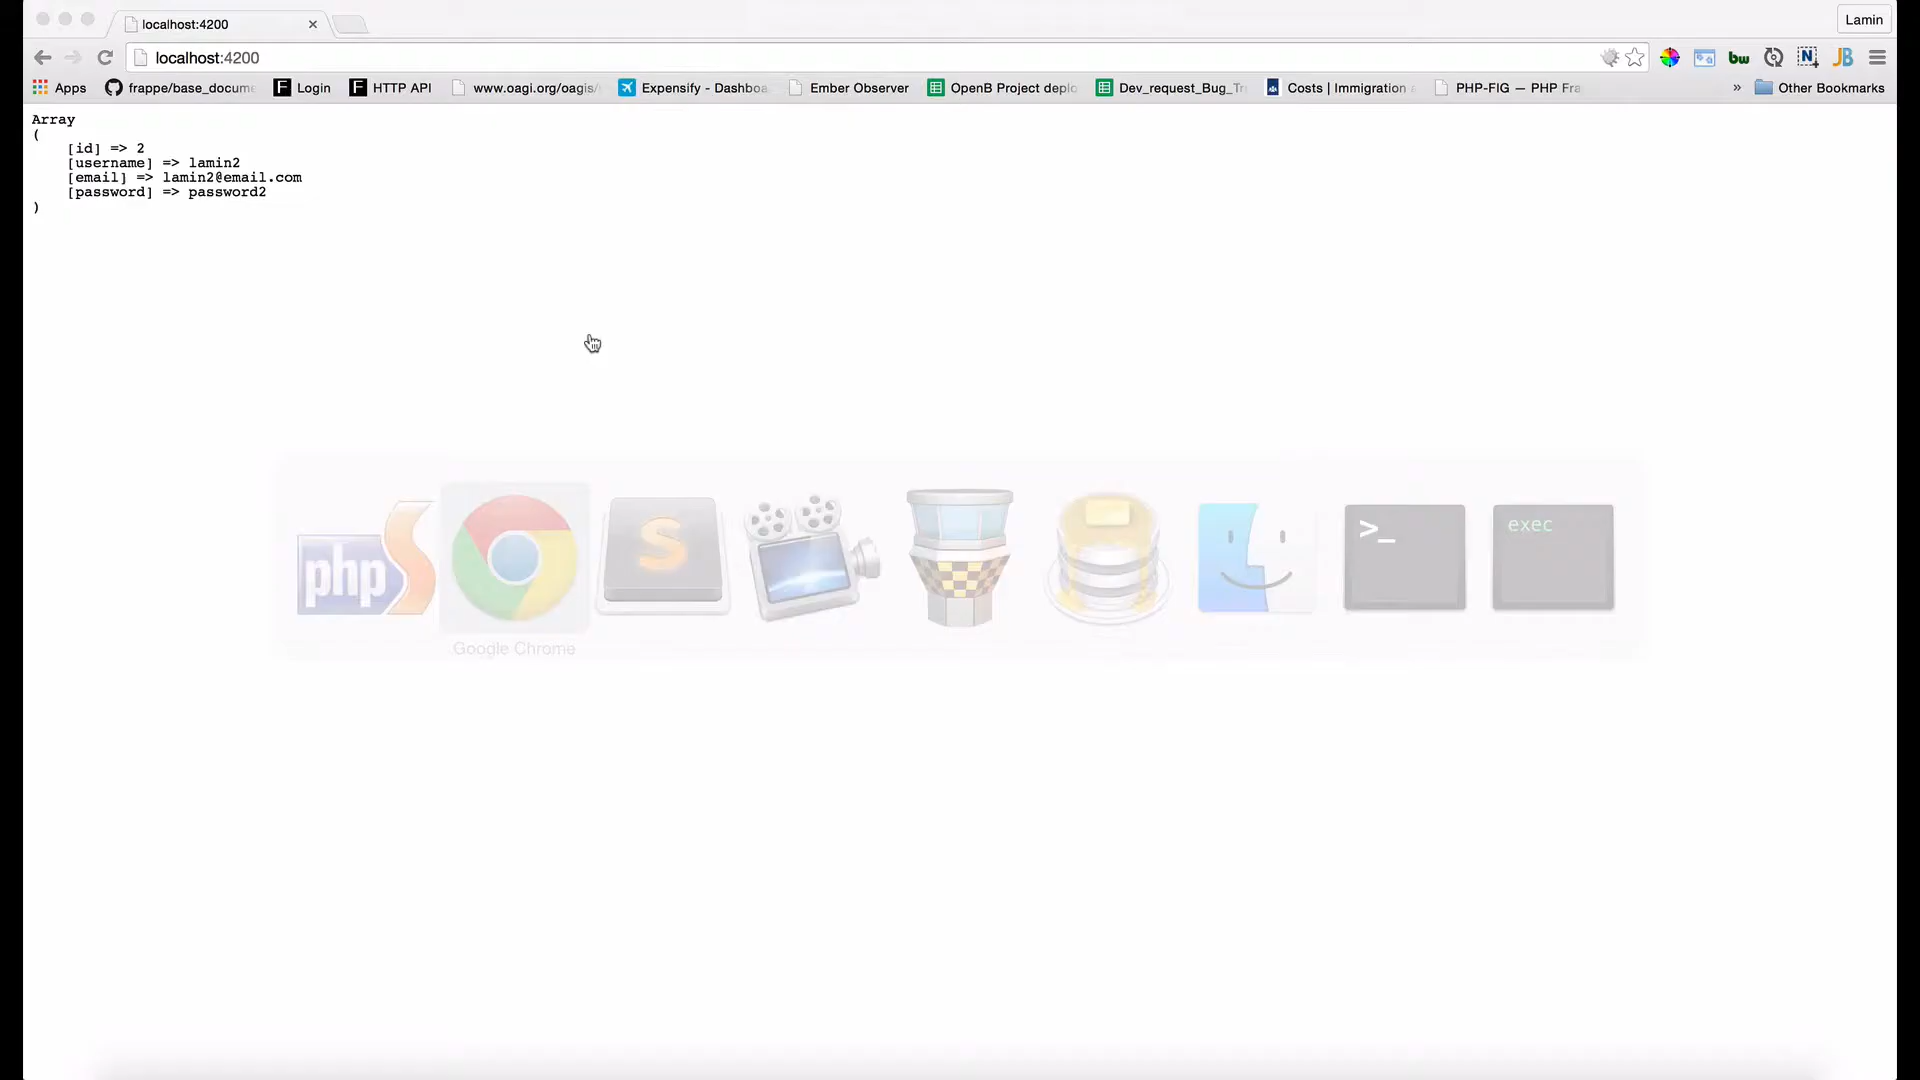 localhost:4200
Lamin
localhost:4200
Apps
frappe/base_docume
Login
HTTP API
www.oagi.org/oagis/
Expensify - Dashboa
Ember Observer
OpenB Project deplo
Dev_request_Bug_Tr
Costs | Immigration
PHP-FIG — PHP Fra
»
Other Bookmarks
Array
(
[id] => 2
[username] => lamin2
[email] => lamin2@email.com
[password] => password2
)
php
S
S
>_
exec
Google Chrome